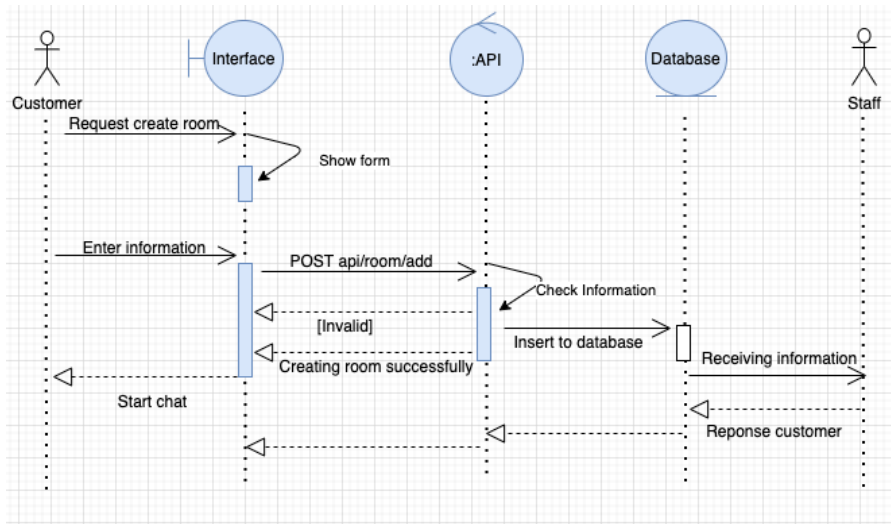 Interface
:API
Database
Customer
Staff
Request create room
Show form
Enter information
POST api/room/add
Check Information
[Invalid]
Insert to database
Receiving information
Creating room successfully
Start chat
Reponse customer